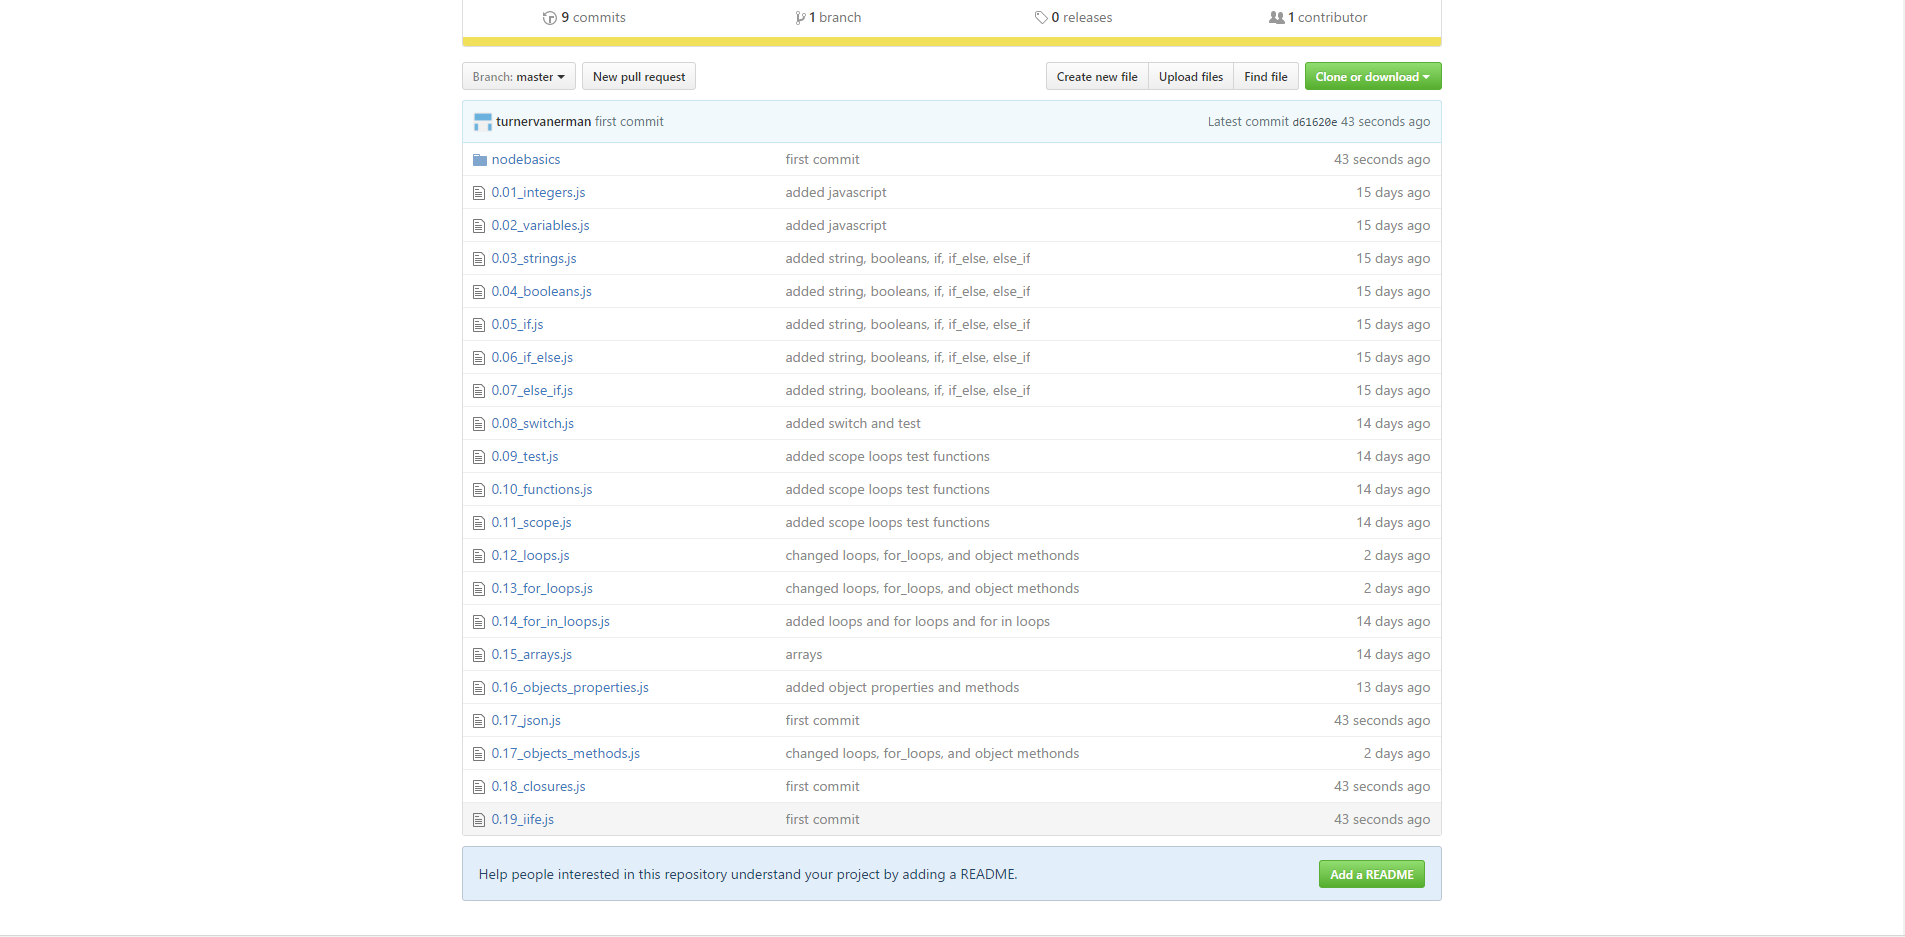 9 commits 1 branch 0 releases 1 contributor
Branch: master New pull request Create new file Upload files Find file Clone or download
turnervanerman first commit Latest commit d61620e 43 seconds ago
nodebasics first commit 43 seconds ago
0.01_integers.js added javascript 15 days ago
0.02_variables.js added javascript 15 days ago
0.03_strings.js added string, booleans, if, if_else, else_if 15 days ago
0.04_booleans.js added string, booleans, if, if_else, else_if 15 days ago
0.05_if.js added string, booleans, if, if_else, else_if 15 days ago
0.06_if_else.js added string, booleans, if, if_else, else_if 15 days ago
0.07_else_if.js added string, booleans, if, if_else, else_if 15 days ago
0.08_switch.js added switch and test 14 days ago
0.09_test.js added scope loops test functions 14 days ago
0.10_functions.js added scope loops test functions 14 days ago
0.11_scope.js added scope loops test functions 14 days ago
0.12_loops.js changed loops, for_loops, and object methonds 2 days ago
0.13_for_loops.js changed loops, for_loops, and object methonds 2 days ago
0.14_for_in_loops.js added loops and for loops and for in loops 14 days ago
0.15_arrays.js arrays 14 days ago
0.16_objects_properties.js added object properties and methods 13 days ago
0.17_json.js first commit 43 seconds ago
0.17_objects_methods.js changed loops, for_loops, and object methonds 2 days ago
0.18_closures.js first commit 43 seconds ago
0.19_iife.js first commit 43 seconds ago
Help people interested in this repository understand your project by adding a README. Add a README